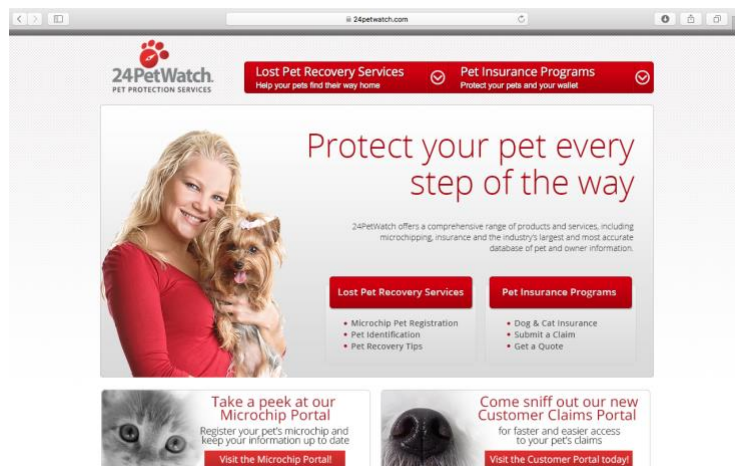 24petwatch.com
24PetWatch
PET PROTECTION SERVICES
Lost Pet Recovery Services
Help your pets find their way home
Pet Insurance Programs
Protect your pets and your wallet
Protect your pet every
step of the way
24PetWatch offers a comprehensive range of products and services, including
microchipping, insurance and the industry's largest and most accurate
database of pet and owner information.
Lost Pet Recovery Services
• Microchip Pet Registration
• Pet Identification
• Pet Recovery Tips
Pet Insurance Programs
• Dog & Cat Insurance
• Submit a Claim
• Get a Quote
Take a peek at our
Microchip Portal
Register your pet's microchip and
keep your information up to date
Visit the Microchip Portal!
Come sniff out our new
Customer Claims Portal
for faster and easier access
to your pet's claims
Visit the Customer Portal today!